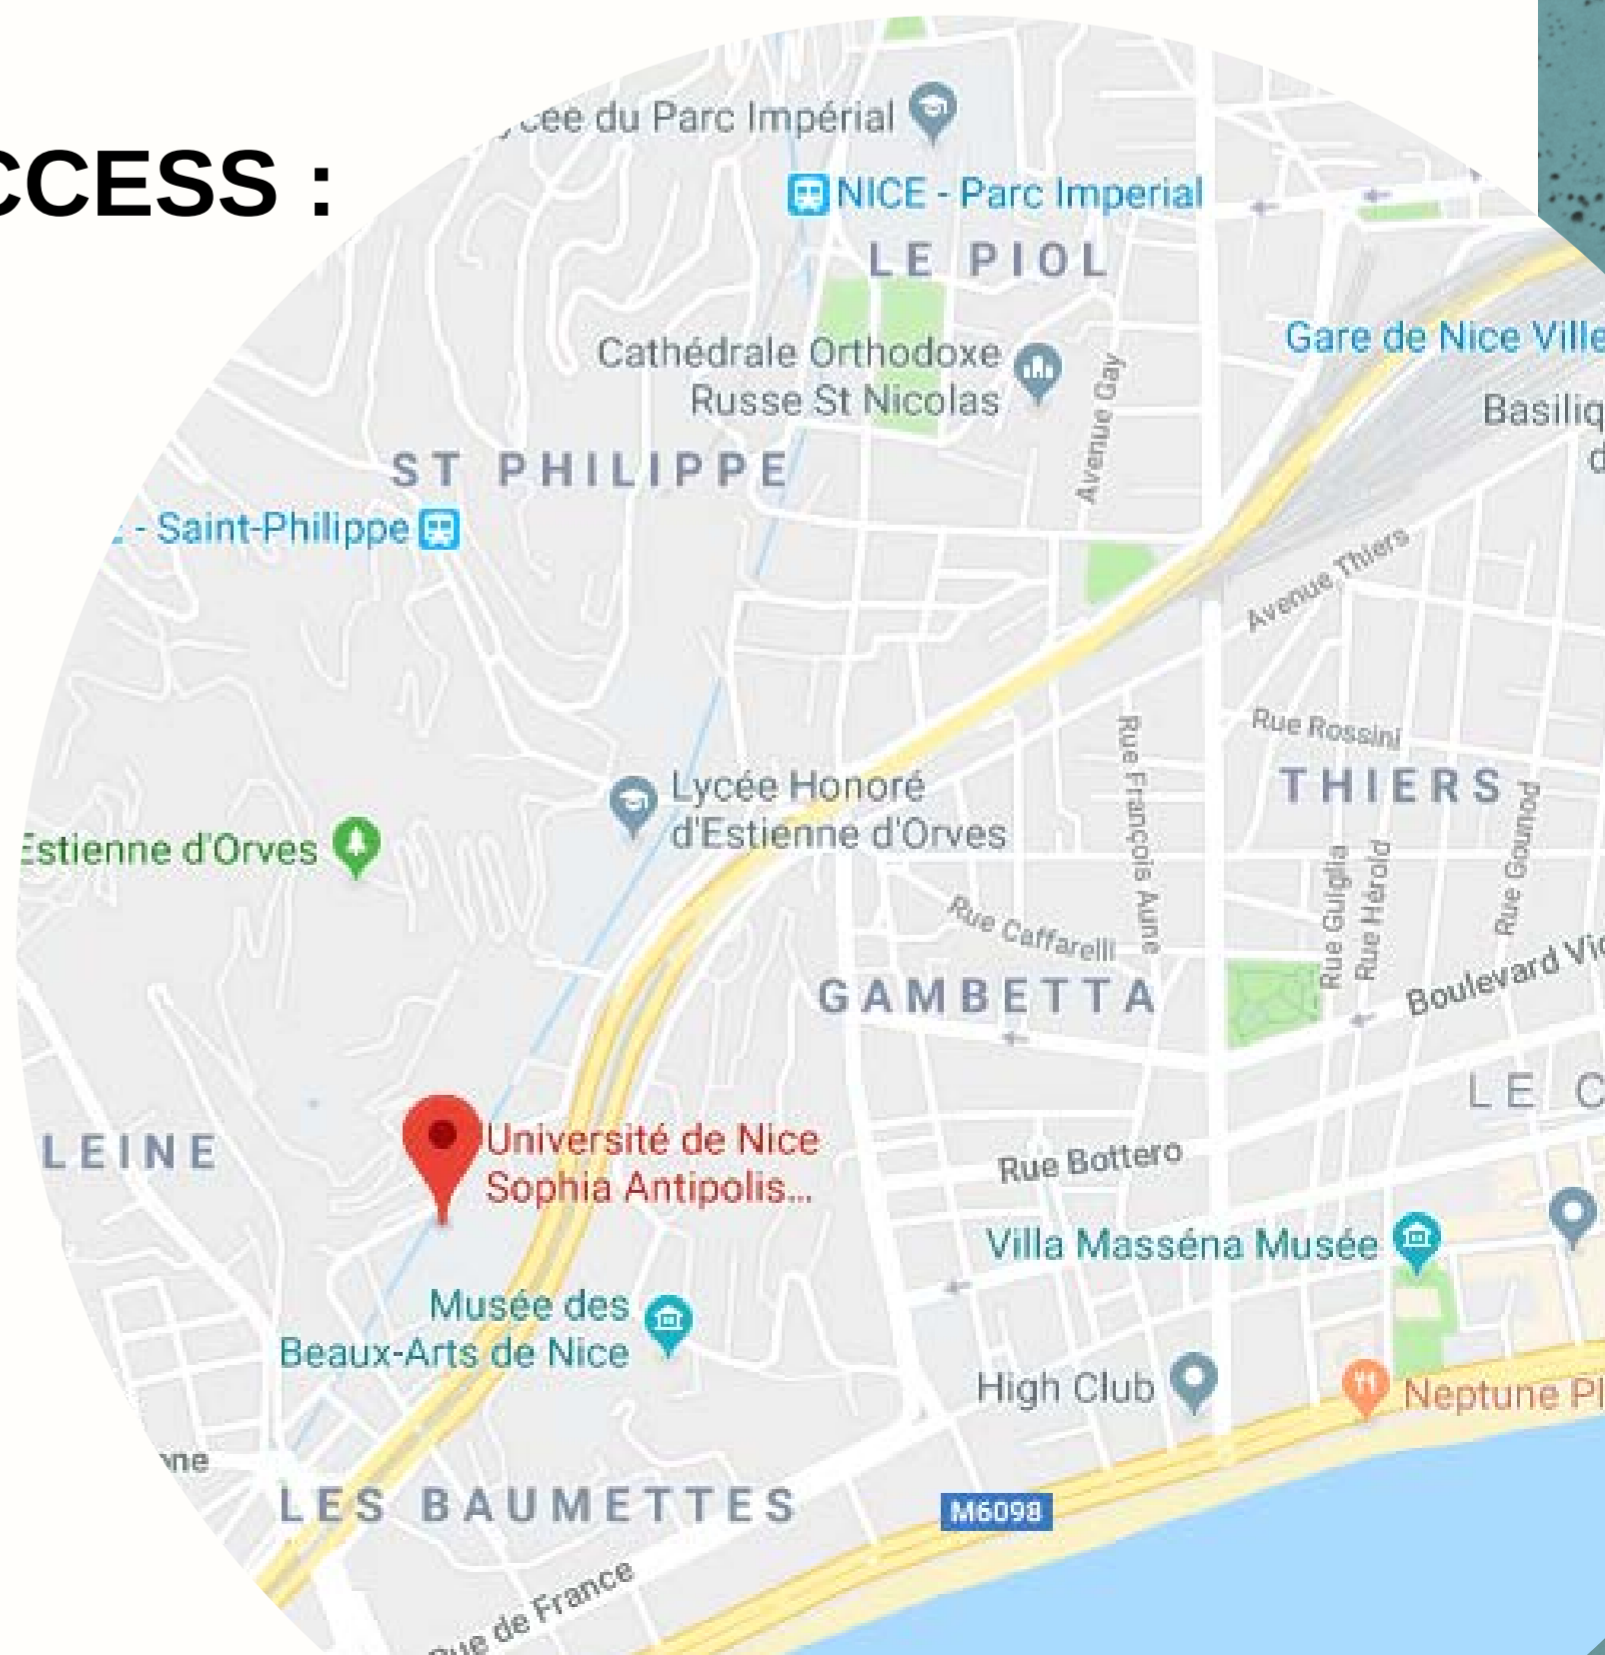 CCESS :
cée du Parc Impérial
NICE - Parc Imperial
LE PIOL
Gare de Nice Ville
Cathédrale Orthodoxe
Russe St Nicolas
Avenue Gay
Basiliq
d
ST PHILIPPE
- Saint-Philippe
Avenue Thiers
Rue Rossini
Rue François Aune
THIERS
Lycée Honoré
d'Estienne d'Orves
Estienne d'Orves
Rue Guiglia
Rue Hérold
Rue Gounod
Rue Caffarelli
GAMBETTA
Boulevard Vic
LE C
LEINE
Université de Nice
Sophia Antipolis...
Rue Bottero
Villa Masséna Musée
Musée des
Beaux-Arts de Nice
High Club
Neptune Pl
ne
LES BAUMETTES
M6098
Rue de France